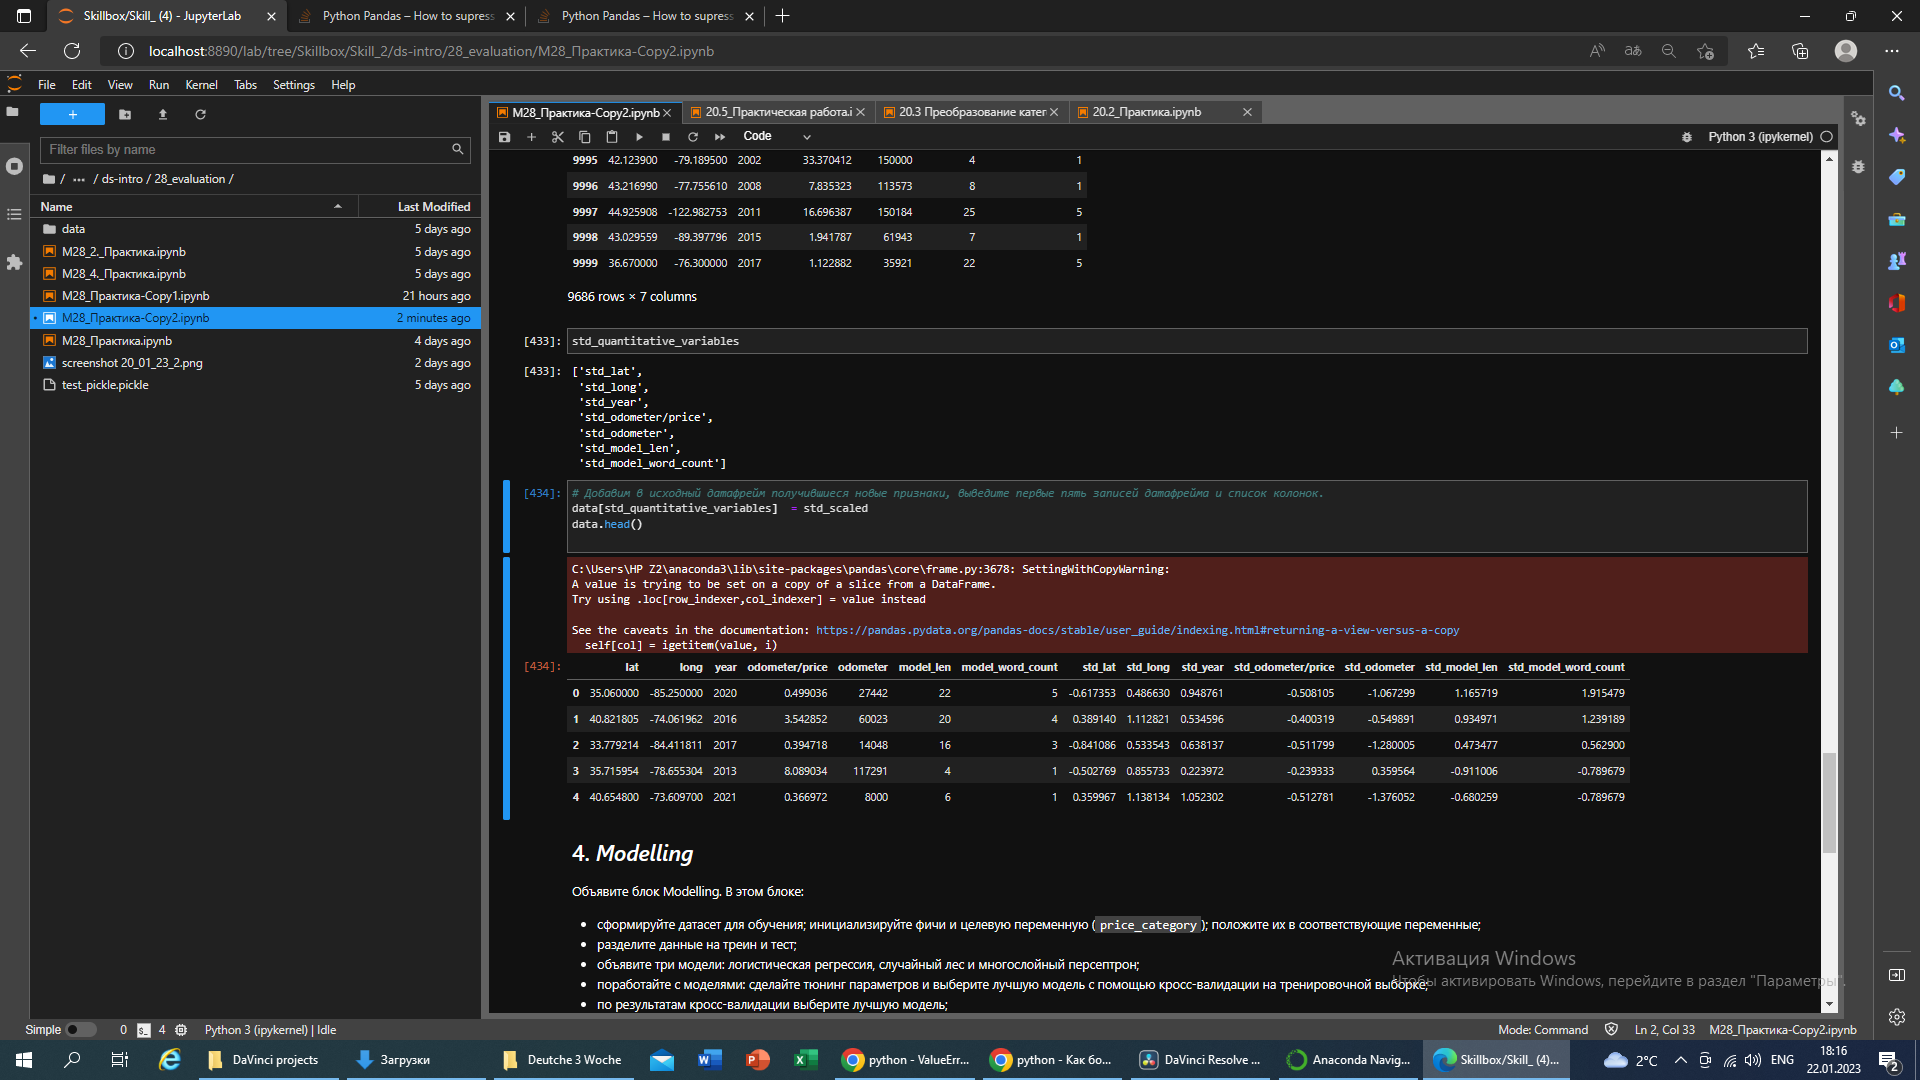 Skillbox/Skill_ (4) - JupyterLab
Python Pandas – How to supress
Python Pandas – How to supress
localhost:8890/lab/tree/Skillbox/Skill_2/ds-intro/28_evaluation/M28_Практика-Copy2.ipynb
File Edit View Run Kernel Tabs Settings Help
Filter files by name
/ ··· / ds-intro / 28_evaluation /
Name Last Modified
data 5 days ago
M28_2._Практика.ipynb 5 days ago
M28_4._Практика.ipynb 5 days ago
M28_Практика-Copy1.ipynb 21 hours ago
M28_Практика-Copy2.ipynb 2 minutes ago
M28_Практика.ipynb 4 days ago
screenshot 20_01_23_2.png 2 days ago
test_pickle.pickle 5 days ago
M28_Практика-Copy2.ipynb
20.5_Практическая работа.i
20.3 Преобразование катег
20.2_Практика.ipynb
Code
Python 3 (ipykernel)
9995 42.123900 -79.189500 2002 33.370412 150000 4 1
9996 43.216990 -77.755610 2008 7.835323 113573 8 1
9997 44.925908 -122.982753 2011 16.696387 150184 25 5
9998 43.029559 -89.397796 2015 1.941787 61943 7 1
9999 36.670000 -76.300000 2017 1.122882 35921 22 5
9686 rows × 7 columns
[433]: std_quantitative_variables
[433]: ['std_lat',
'std_long',
'std_year',
'std_odometer/price',
'std_odometer',
'std_model_len',
'std_model_word_count']
[434]: # Добавим в исходный датафрейм получившиеся новые признаки, выведите первые пять записей датафрейма и список колонок.
data[std_quantitative_variables] = std_scaled
data.head()
C:\Users\HP Z2\anaconda3\lib\site-packages\pandas\core\frame.py:3678: SettingWithCopyWarning:
A value is trying to be set on a copy of a slice from a DataFrame.
Try using .loc[row_indexer,col_indexer] = value instead
See the caveats in the documentation: https://pandas.pydata.org/pandas-docs/stable/user_guide/indexing.html#returning-a-view-versus-a-copy
self[col] = igetitem(value, i)
[434]: lat long year odometer/price odometer model_len model_word_count std_lat std_long std_year std_odometer/price std_odometer std_model_len std_model_word_count
0 35.060000 -85.250000 2020 0.499036 27442 22 5 -0.617353 0.486630 0.948761 -0.508105 -1.067299 1.165719 1.915479
1 40.821805 -74.061962 2016 3.542852 60023 20 4 0.389140 1.112821 0.534596 -0.400319 -0.549891 0.934971 1.239189
2 33.779214 -84.411811 2017 0.394718 14048 16 3 -0.841086 0.533543 0.638137 -0.511799 -1.280005 0.473477 0.562900
3 35.715954 -78.655304 2013 8.089034 117291 4 1 -0.502769 0.855733 0.223972 -0.239333 0.359564 -0.911006 -0.789679
4 40.654800 -73.609700 2021 0.366972 8000 6 1 0.359967 1.138134 1.052302 -0.512781 -1.376052 -0.680259 -0.789679
4. Modelling
Объявите блок Modelling. В этом блоке:
• сформируйте датасет для обучения; инициализируйте фичи и целевую переменную ( price_category ); положите их в соответствующие переменные;
• разделите данные на треин и тест;
• объявите три модели: логистическая регрессия, случайный лес и многослойный персептрон;
• поработайте с моделями: сделайте тюнинг параметров и выберите лучшую модель с помощью кросс-валидации на тренировочной выборке;
• по результатам кросс-валидации выберите лучшую модель;
Активация Windows
Чтобы активировать Windows, перейдите в раздел "Параметры".
Simple 0 4 Python 3 (ipykernel) | Idle
Mode: Command Ln 2, Col 33 M28_Практика-Copy2.ipynb
DaVinci projects
Загрузки
Deutche 3 Woche
python - ValueErr...
python - Как бо...
DaVinci Resolve ...
Anaconda Navig...
Skillbox/Skill_ (4)...
2°C
ENG
18:16
22.01.2023
2